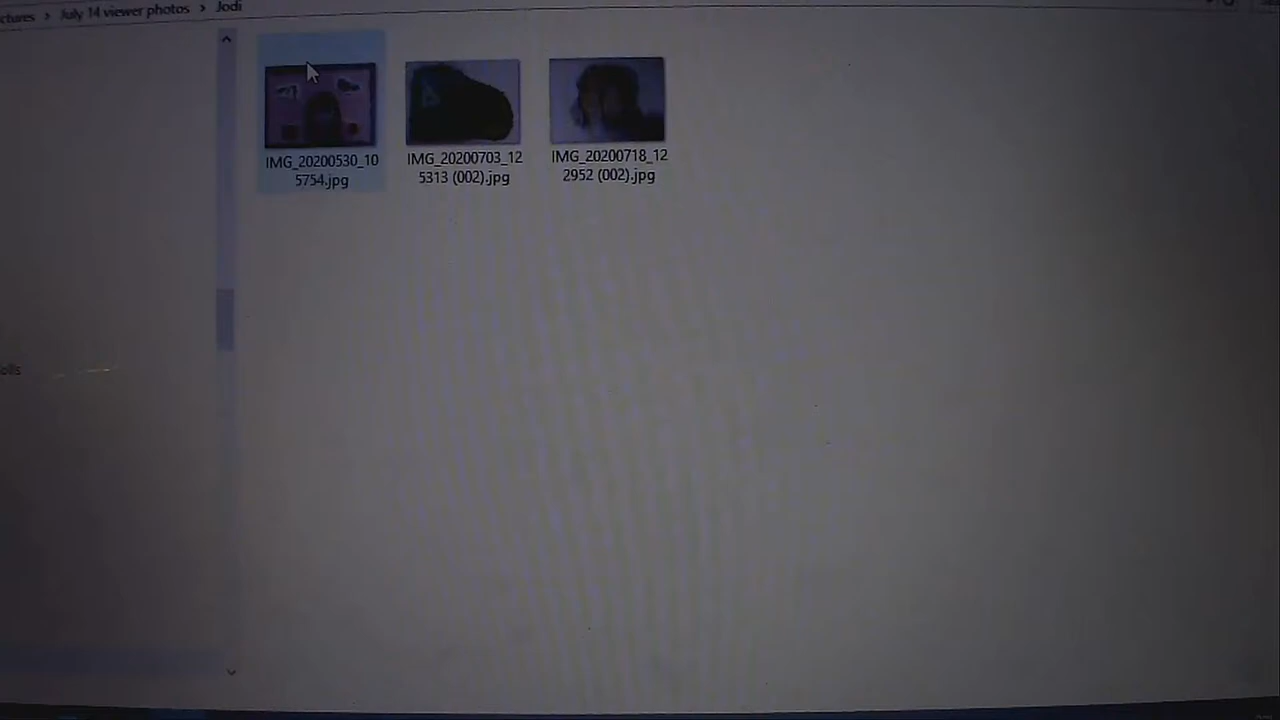 July 14 viewer photos > Jodi
IMG_20200530_10
5754.jpg
IMG_20200703_12
5313 (002).jpg
IMG_20200718_12
2952 (002).jpg